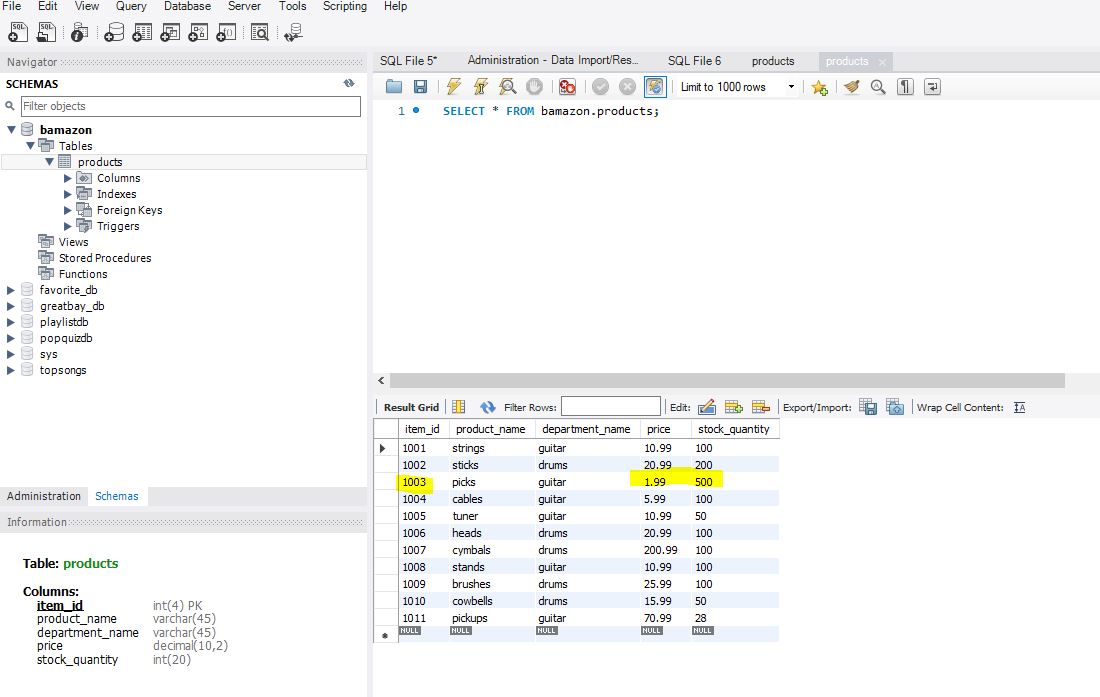 File Edit View Query Database Server Tools Scripting Help
Navigator
SCHEMAS
Filter objects
bamazon
Tables
products
Columns
Indexes
Foreign Keys
Triggers
Views
Stored Procedures
Functions
favorite_db
greatbay_db
playlistdb
popquizdb
sys
topsongs
Administration Schemas
Information
Table: products
Columns:
item_id int(4) PK
product_name varchar(45)
department_name varchar(45)
price decimal(10,2)
stock_quantity int(20)
SQL File 5* Administration - Data Import/Res... SQL File 6 products products
Limit to 1000 rows
1 SELECT * FROM bamazon.products;
Result Grid Filter Rows: Edit: Export/Import: Wrap Cell Content:
item_id product_name department_name price stock_quantity
1001 strings guitar 10.99 100
1002 sticks drums 20.99 200
1003 picks guitar 1.99 500
1004 cables guitar 5.99 100
1005 tuner guitar 10.99 50
1006 heads drums 20.99 100
1007 cymbals drums 200.99 100
1008 stands guitar 10.99 100
1009 brushes drums 25.99 100
1010 cowbells drums 15.99 50
1011 pickups guitar 70.99 28
NULL NULL NULL NULL NULL